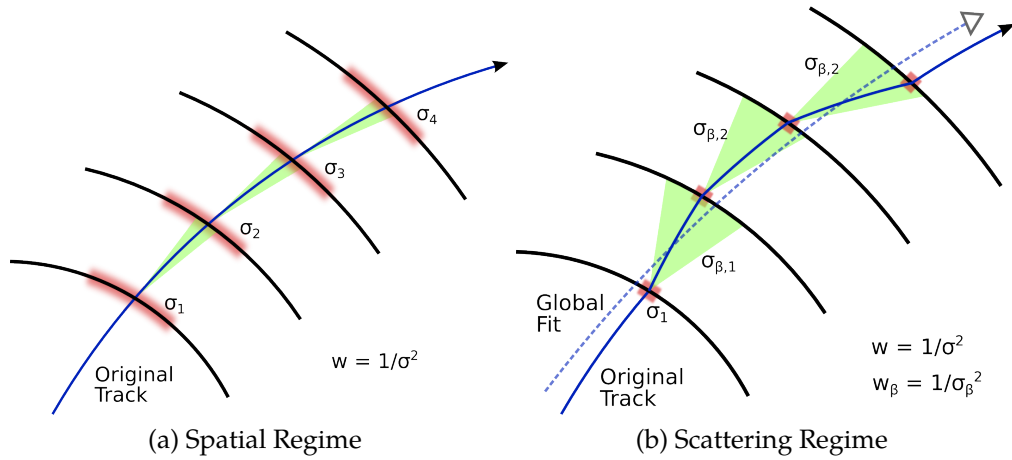 σ4
σ3
σ2
σ1
w = 1/σ²
Original
Track
(a) Spatial Regime
σβ,2
σβ,2
σβ,1
σ1
Global
Fit
w = 1/σ²
wβ = 1/σβ²
Original
Track
(b) Scattering Regime